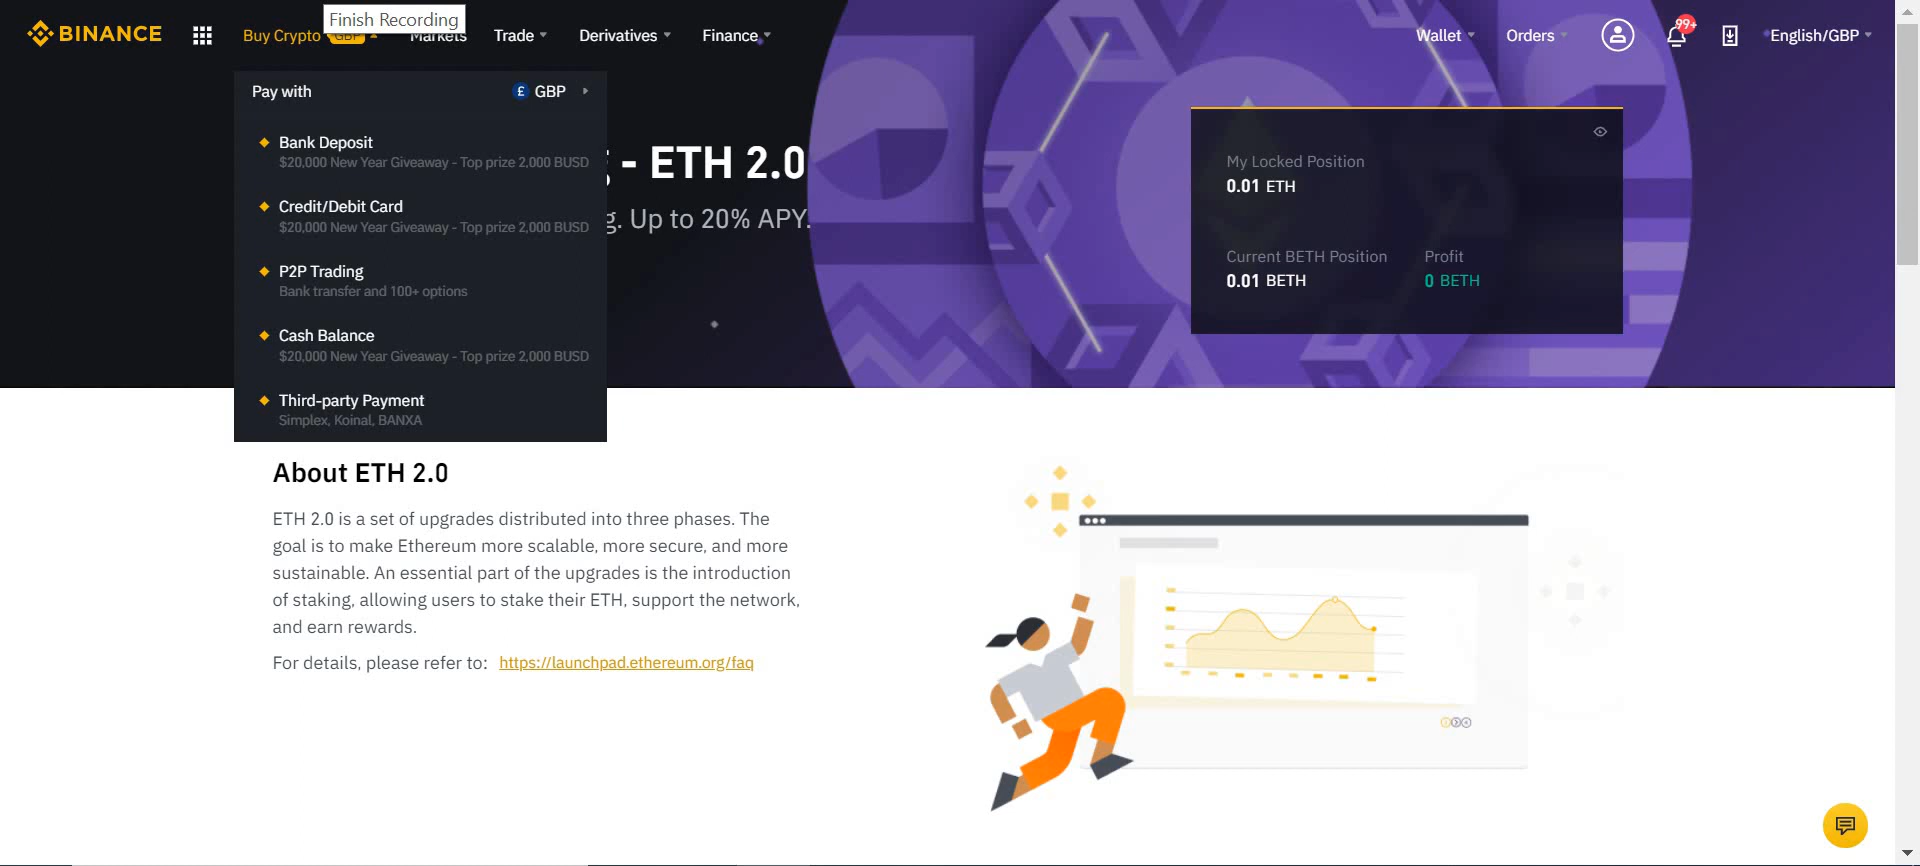 Finish Recording
BINANCE
Buy Crypto GBP Markets Trade Derivatives Finance Wallet Orders 99+ English/GBP
Pay with £ GBP
Bank Deposit
$20,000 New Year Giveaway - Top prize 2,000 BUSD
Credit/Debit Card
$20,000 New Year Giveaway - Top prize 2,000 BUSD
P2P Trading
Bank transfer and 100+ options
Cash Balance
$20,000 New Year Giveaway - Top prize 2,000 BUSD
Third-party Payment
Simplex, Koinal, BANXA
- ETH 2.0
Up to 20% APY.
My Locked Position
0.01 ETH
Current BETH Position Profit
0.01 BETH 0 BETH
About ETH 2.0
ETH 2.0 is a set of upgrades distributed into three phases. The
goal is to make Ethereum more scalable, more secure, and more
sustainable. An essential part of the upgrades is the introduction
of staking, allowing users to stake their ETH, support the network,
and earn rewards.
For details, please refer to: https://launchpad.ethereum.org/faq